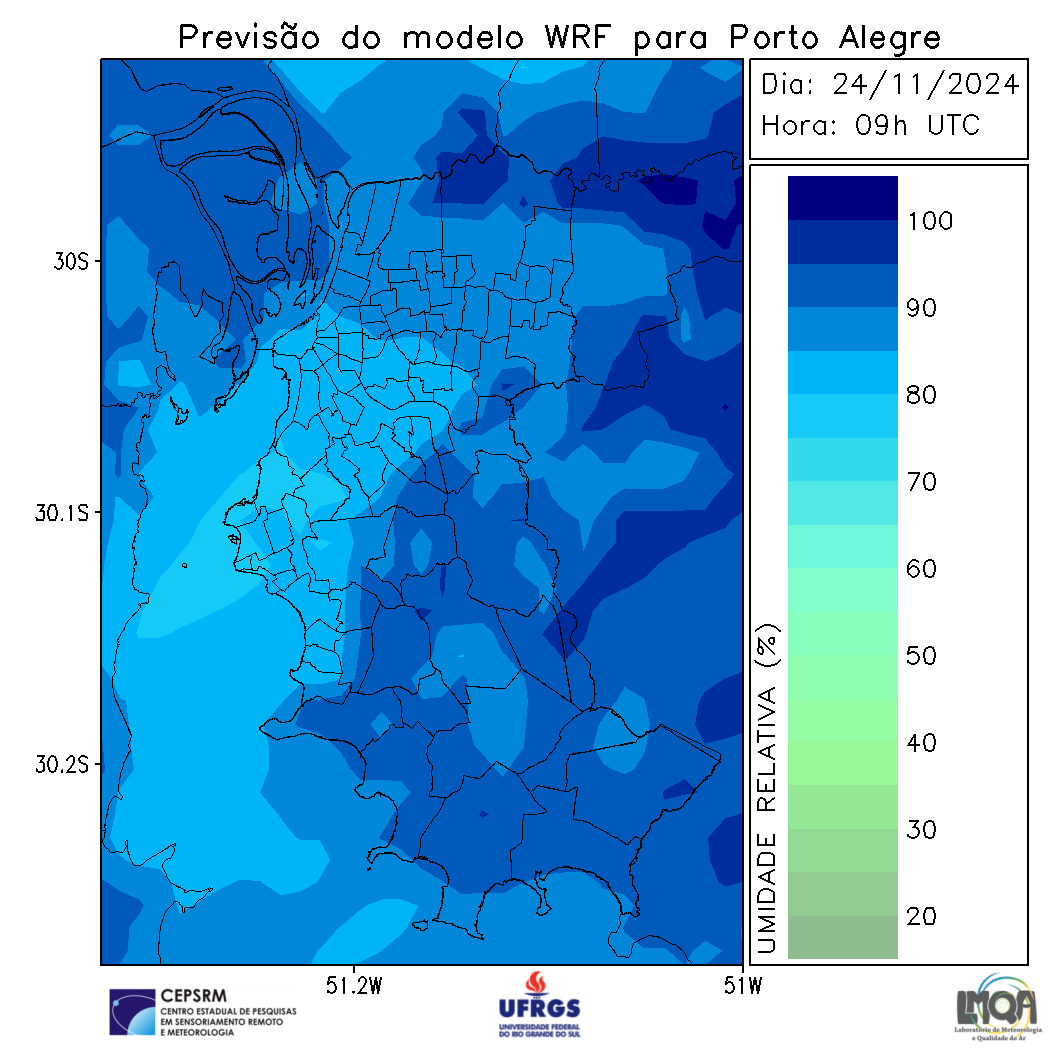 Previsão do modelo WRF para Porto Alegre
Dia: 24/11/2024
Hora: 09h UTC
100
90
80
70
60
50
40
30
20
UMIDADE RELATIVA (%)
30S
30.1S
30.2S
51.2W
51W
CEPSRM
CENTRO ESTADUAL DE PESQUISAS
EM SENSORIAMENTO REMOTO
E METEOROLOGIA
UFRGS
UNIVERSIDADE FEDERAL
DO RIO GRANDE DO SUL
LMQA
Laboratório de Meteorologia
e Qualidade do Ar